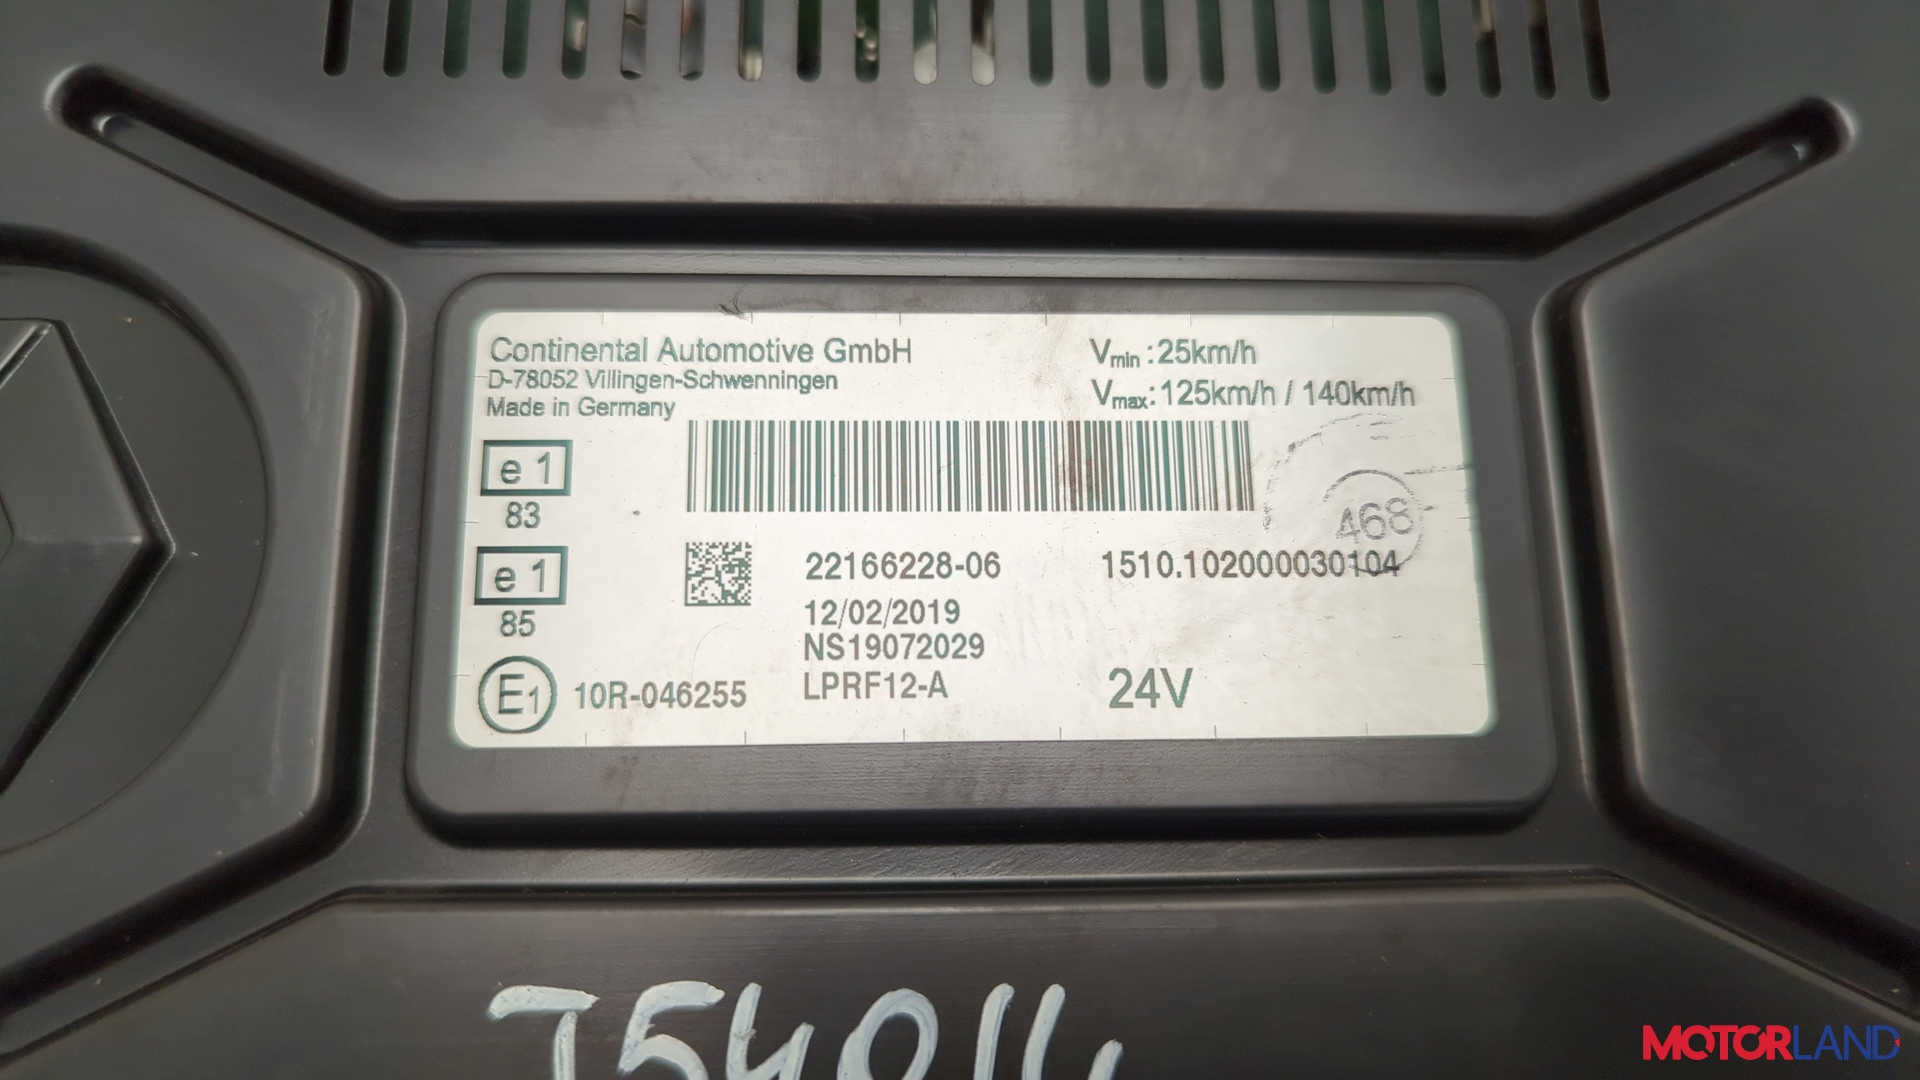 Continental Automotive GmbH
D-78052 Villingen-Schwenningen
Made in Germany
Vmin : 25km/h
Vmax: 125km/h / 140km/h
e 1
83
e 1
85
E1 10R-046255
22166228-06
12/02/2019
NS19072029
LPRF12-A
1510.102000030104
468
24V
MOTORLAND